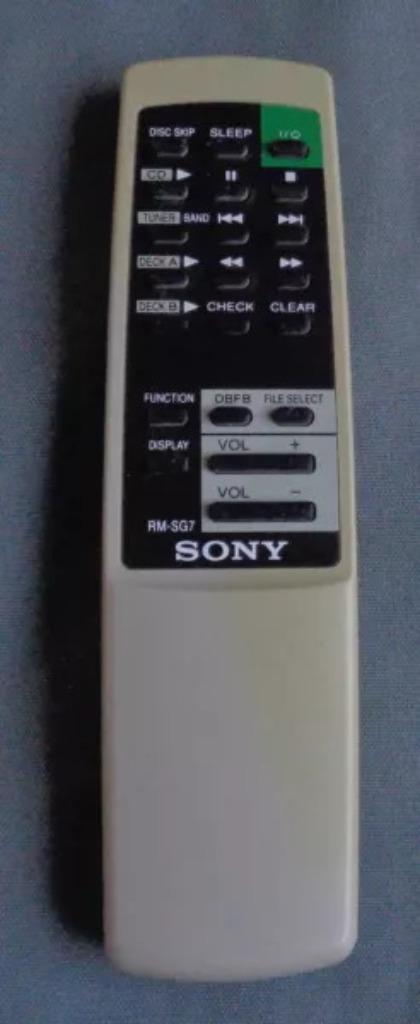 DISC SKIP SLEEP I/O
CD
TUNER BAND
DECK A
DECK B CHECK CLEAR
FUNCTION DBFB FILE SELECT
DISPLAY VOL +
VOL −
RM-SG7
SONY